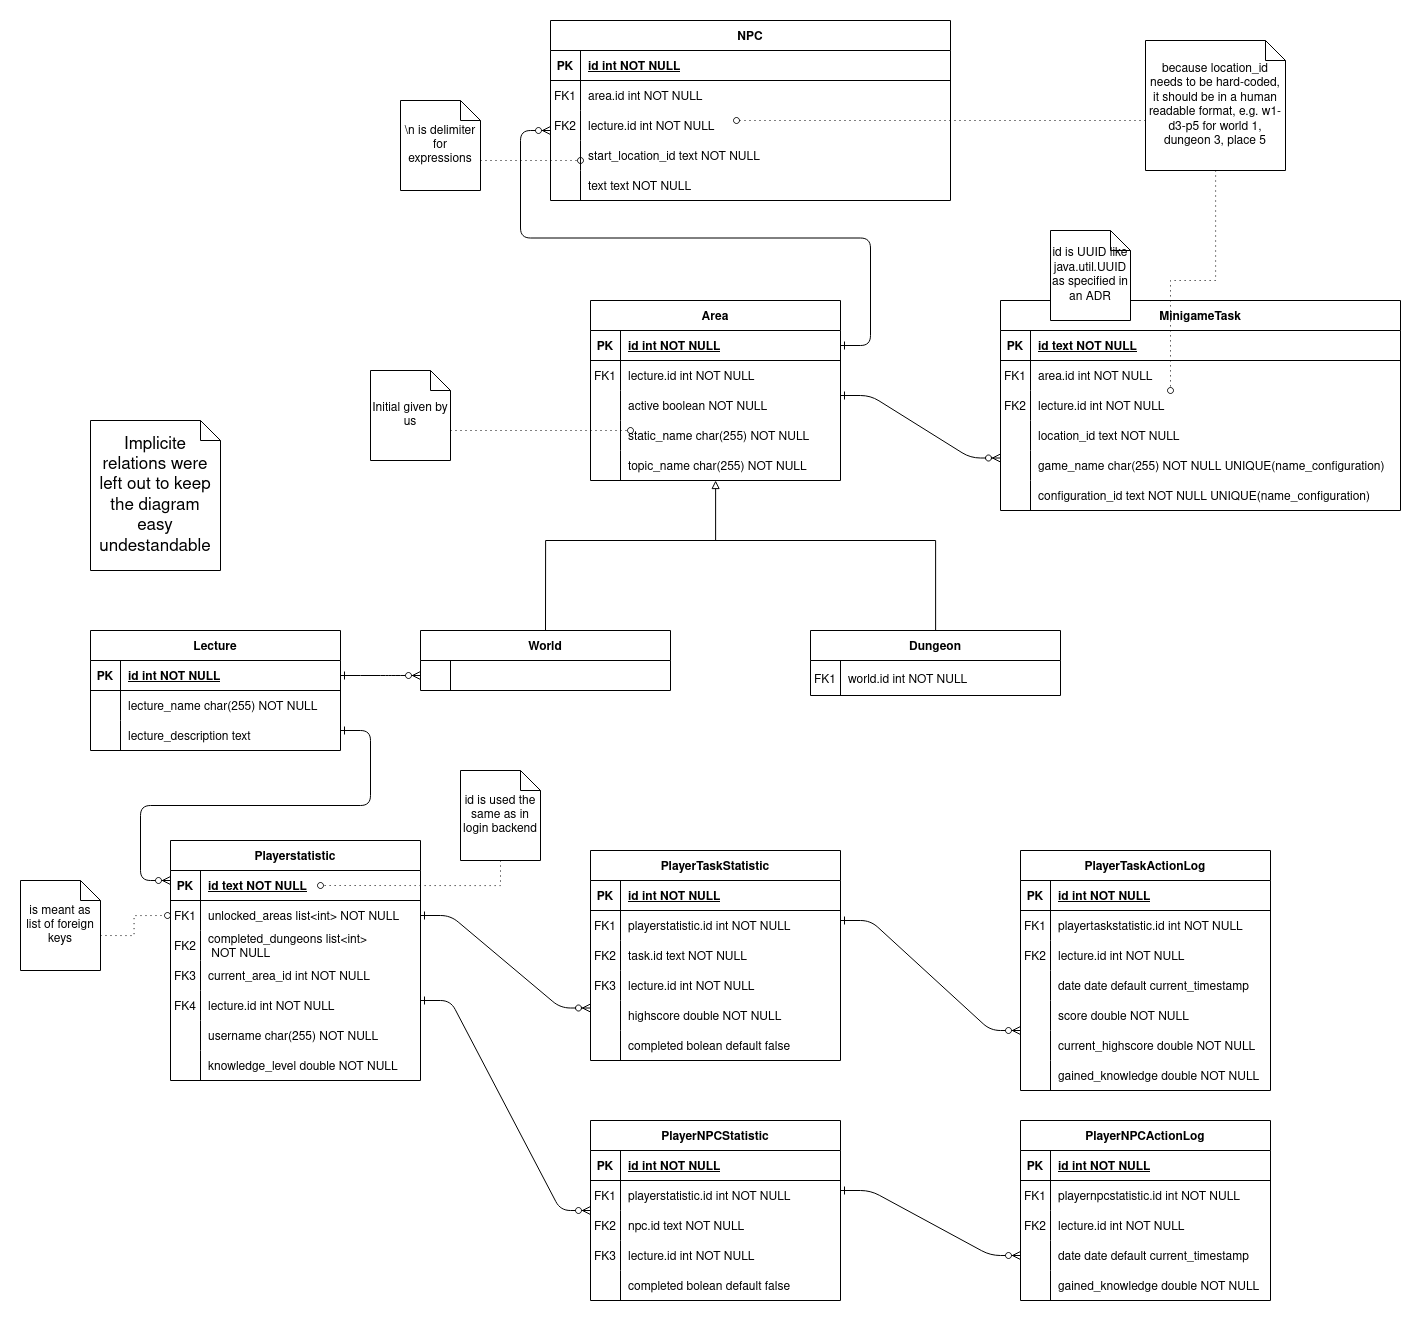 NPC
PK id int NOT NULL
FK1 area.id int NOT NULL
FK2 lecture.id int NOT NULL
start_location_id text NOT NULL
text text NOT NULL
\n is delimiter
for
expressions
because location_id
needs to be hard-coded,
it should be in a human
readable format, e.g. w1-
d3-p5 for world 1,
dungeon 3, place 5
id is UUID like
java.util.UUID
as specified in
an ADR
Area
PK id int NOT NULL
FK1 lecture.id int NOT NULL
active boolean NOT NULL
static_name char(255) NOT NULL
topic_name char(255) NOT NULL
MinigameTask
PK id text NOT NULL
FK1 area.id int NOT NULL
FK2 lecture.id int NOT NULL
location_id text NOT NULL
game_name char(255) NOT NULL UNIQUE(name_configuration)
configuration_id text NOT NULL UNIQUE(name_configuration)
Initial given by
us
Implicite
relations were
left out to keep
the diagram
easy
undestandable
Lecture
PK id int NOT NULL
lecture_name char(255) NOT NULL
lecture_description text
World
Dungeon
FK1 world.id int NOT NULL
id is used the
same as in
login backend
is meant as
list of foreign
keys
Playerstatistic
PK id text NOT NULL
FK1 unlocked_areas list<int> NOT NULL
FK2 completed_dungeons list<int>
NOT NULL
FK3 current_area_id int NOT NULL
FK4 lecture.id int NOT NULL
username char(255) NOT NULL
knowledge_level double NOT NULL
PlayerTaskStatistic
PK id int NOT NULL
FK1 playerstatistic.id int NOT NULL
FK2 task.id text NOT NULL
FK3 lecture.id int NOT NULL
highscore double NOT NULL
completed bolean default false
PlayerTaskActionLog
PK id int NOT NULL
FK1 playertaskstatistic.id int NOT NULL
FK2 lecture.id int NOT NULL
date date default current_timestamp
score double NOT NULL
current_highscore double NOT NULL
gained_knowledge double NOT NULL
PlayerNPCStatistic
PK id int NOT NULL
FK1 playerstatistic.id int NOT NULL
FK2 npc.id text NOT NULL
FK3 lecture.id int NOT NULL
completed bolean default false
PlayerNPCActionLog
PK id int NOT NULL
FK1 playernpcstatistic.id int NOT NULL
FK2 lecture.id int NOT NULL
date date default current_timestamp
gained_knowledge double NOT NULL